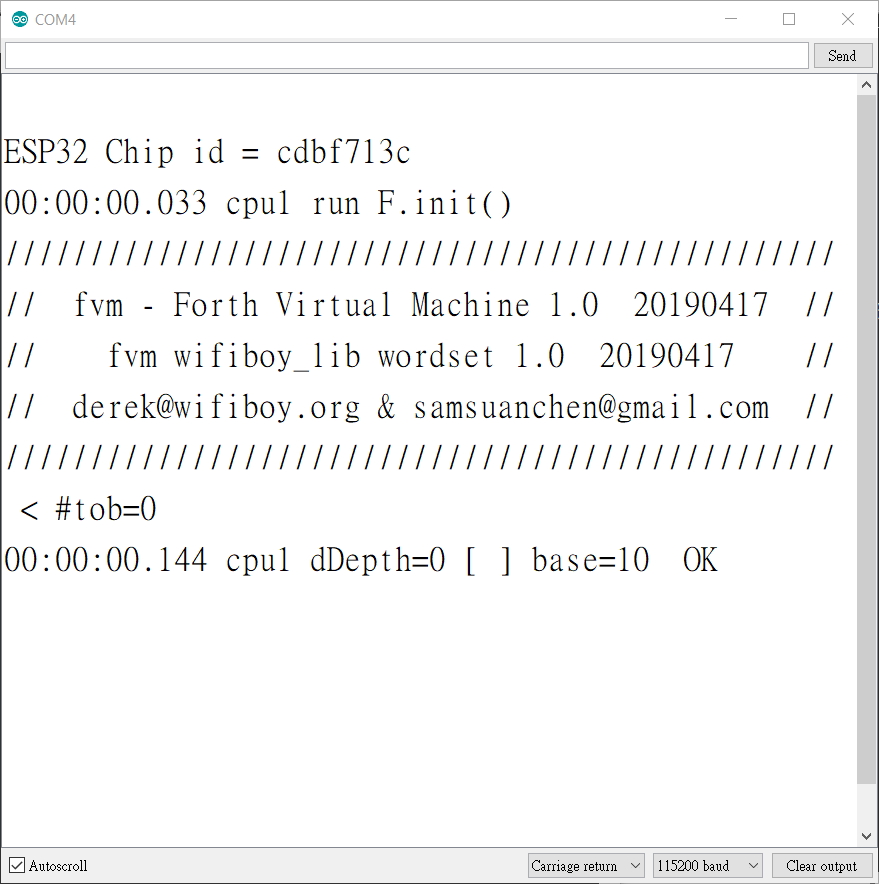 COM4
Send
ESP32 Chip id = cdbf713c
00:00:00.033 cpu1 run F.init()
/////////////////////////////////////////////////
//  fvm - Forth Virtual Machine 1.0  20190417  //
//    fvm wifiboy_lib wordset 1.0  20190417    //
//  derek@wifiboy.org & samsuanchen@gmail.com  //
/////////////////////////////////////////////////
 < #tob=0
00:00:00.144 cpu1 dDepth=0 [ ] base=10  OK
Autoscroll
Carriage return
115200 baud
Clear output